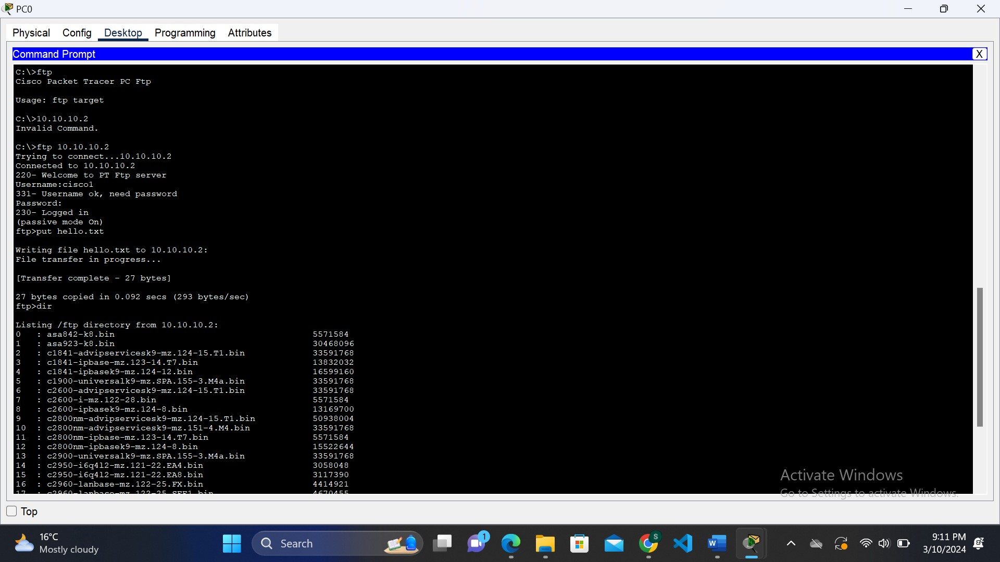 PC0
Physical Config Desktop Programming Attributes
Command Prompt X
C:\>ftp
Cisco Packet Tracer PC Ftp
Usage: ftp target
C:\>10.10.10.2
Invalid Command.
C:\>ftp 10.10.10.2
Trying to connect...10.10.10.2
Connected to 10.10.10.2
220- Welcome to PT Ftp server
Username:cisco1
331- Username ok, need password
Password:
230- Logged in
(passive mode On)
ftp>put hello.txt
Writing file hello.txt to 10.10.10.2:
File transfer in progress...
[Transfer complete - 27 bytes]
27 bytes copied in 0.092 secs (293 bytes/sec)
ftp>dir
Listing /ftp directory from 10.10.10.2:
0 : asa842-k8.bin 5571584
1 : asa923-k8.bin 30468096
2 : c1841-advipservicesk9-mz.124-15.T1.bin 33591768
3 : c1841-ipbase-mz.123-14.T7.bin 13832032
4 : c1841-ipbasek9-mz.124-12.bin 16599160
5 : c1900-universalk9-mz.SPA.155-3.M4a.bin 33591768
6 : c2600-advipservicesk9-mz.124-15.T1.bin 33591768
7 : c2600-i-mz.122-28.bin 5571584
8 : c2600-ipbasek9-mz.124-8.bin 13169700
9 : c2800nm-advipservicesk9-mz.124-15.T1.bin 50938004
10 : c2800nm-advipservicesk9-mz.151-4.M4.bin 33591768
11 : c2800nm-ipbase-mz.123-14.T7.bin 5571584
12 : c2800nm-ipbasek9-mz.124-8.bin 15522644
13 : c2900-universalk9-mz.SPA.155-3.M4a.bin 33591768
14 : c2950-i6q4l2-mz.121-22.EA4.bin 3058048
15 : c2950-i6q4l2-mz.121-22.EA8.bin 3117390
16 : c2960-lanbase-mz.122-25.FX.bin 4414921
17 : c2960-lanbase-mz.122-25.SEE1.bin 4670455
Activate Windows
Go to Settings to activate Windows.
Top
16°C
Mostly cloudy
Search
1
S
9:11 PM
3/10/2024